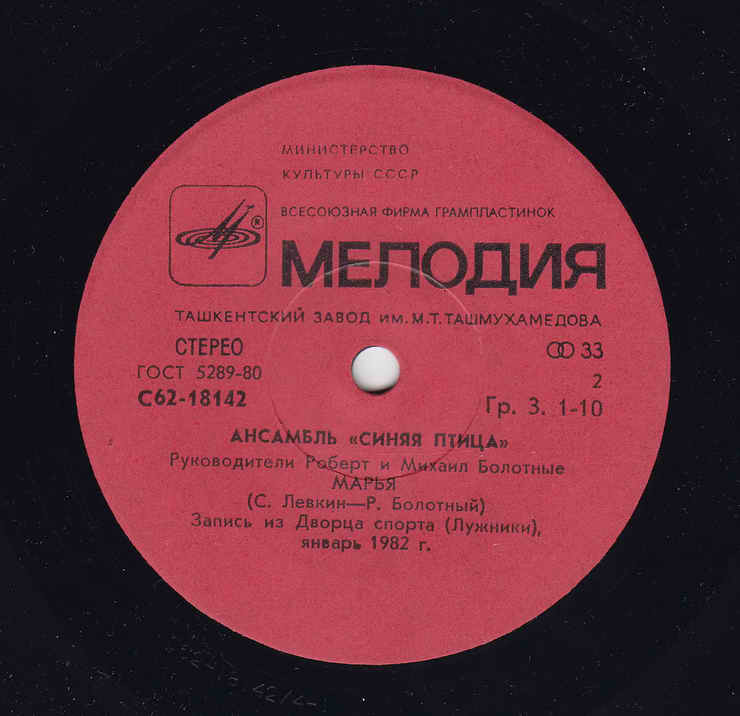 МИНИСТЕРСТВО
КУЛЬТУРЫ СССР
ВСЕСОЮЗНАЯ ФИРМА ГРАМПЛАСТИНОК
®
МЕЛОДИЯ
ТАШКЕНТСКИЙ ЗАВОД ИМ. М.Т. ТАШМУХАМЕДОВА
СТЕРЕО
33
ГОСТ 5289-80
2
С62-18142
Гр. 3. 1-10
АНСАМБЛЬ «СИНЯЯ ПТИЦА»
Руководители Роберт и Михаил Болотные
МАРЬЯ
(С. Левкин—Р. Болотный)
Запись из Дворца спорта (Лужники),
январь 1982 г.